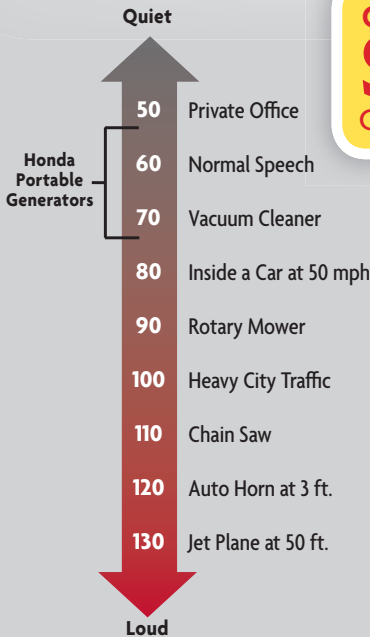 Quiet
50 Private Office
Honda
Portable
Generators
60 Normal Speech
70 Vacuum Cleaner
80 Inside a Car at 50 mph
90 Rotary Mower
100 Heavy City Traffic
110 Chain Saw
120 Auto Horn at 3 ft.
130 Jet Plane at 50 ft.
Loud